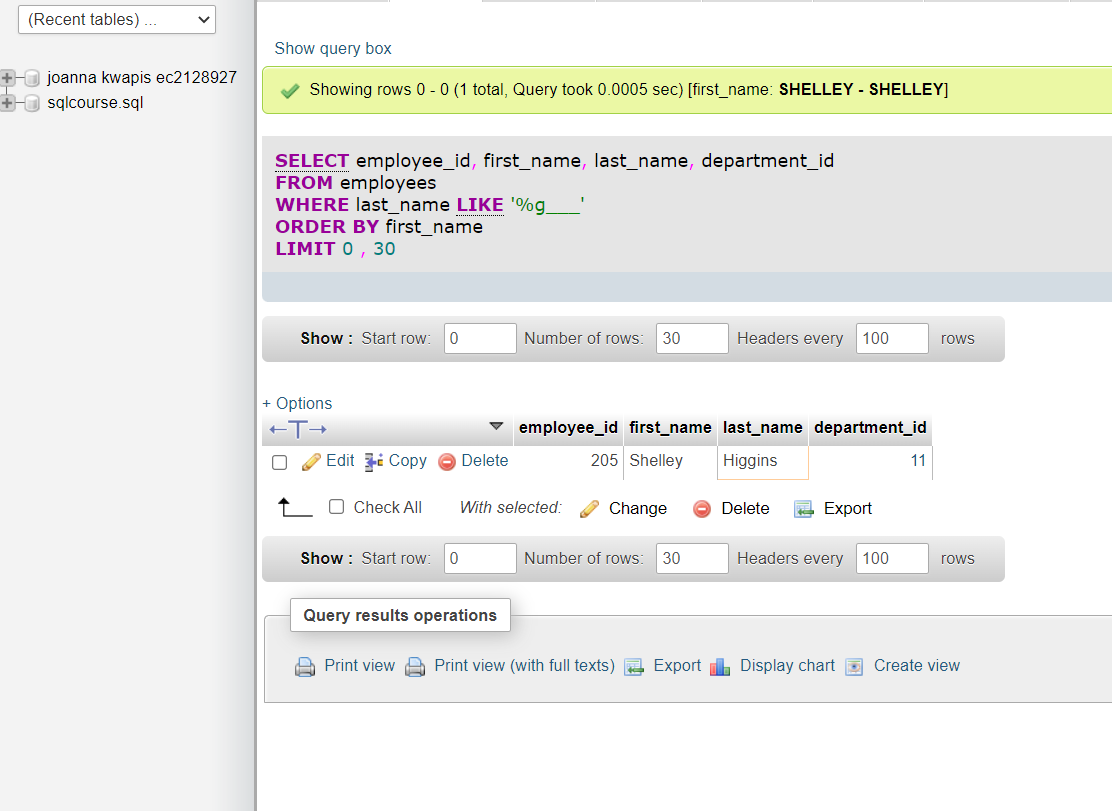 (Recent tables) ...
joanna kwapis ec2128927
sqlcourse.sql
Show query box
Showing rows 0 - 0 (1 total, Query took 0.0005 sec) [first_name: SHELLEY - SHELLEY]
SELECT employee_id, first_name, last_name, department_id
FROM employees
WHERE last_name LIKE '%g___'
ORDER BY first_name
LIMIT 0 , 30
Show : Start row: 0 Number of rows: 30 Headers every 100 rows
+ Options
←T→ employee_id first_name last_name department_id
Edit Copy Delete 205 Shelley Higgins 11
Check All With selected: Change Delete Export
Show : Start row: 0 Number of rows: 30 Headers every 100 rows
Query results operations
Print view Print view (with full texts) Export Display chart Create view